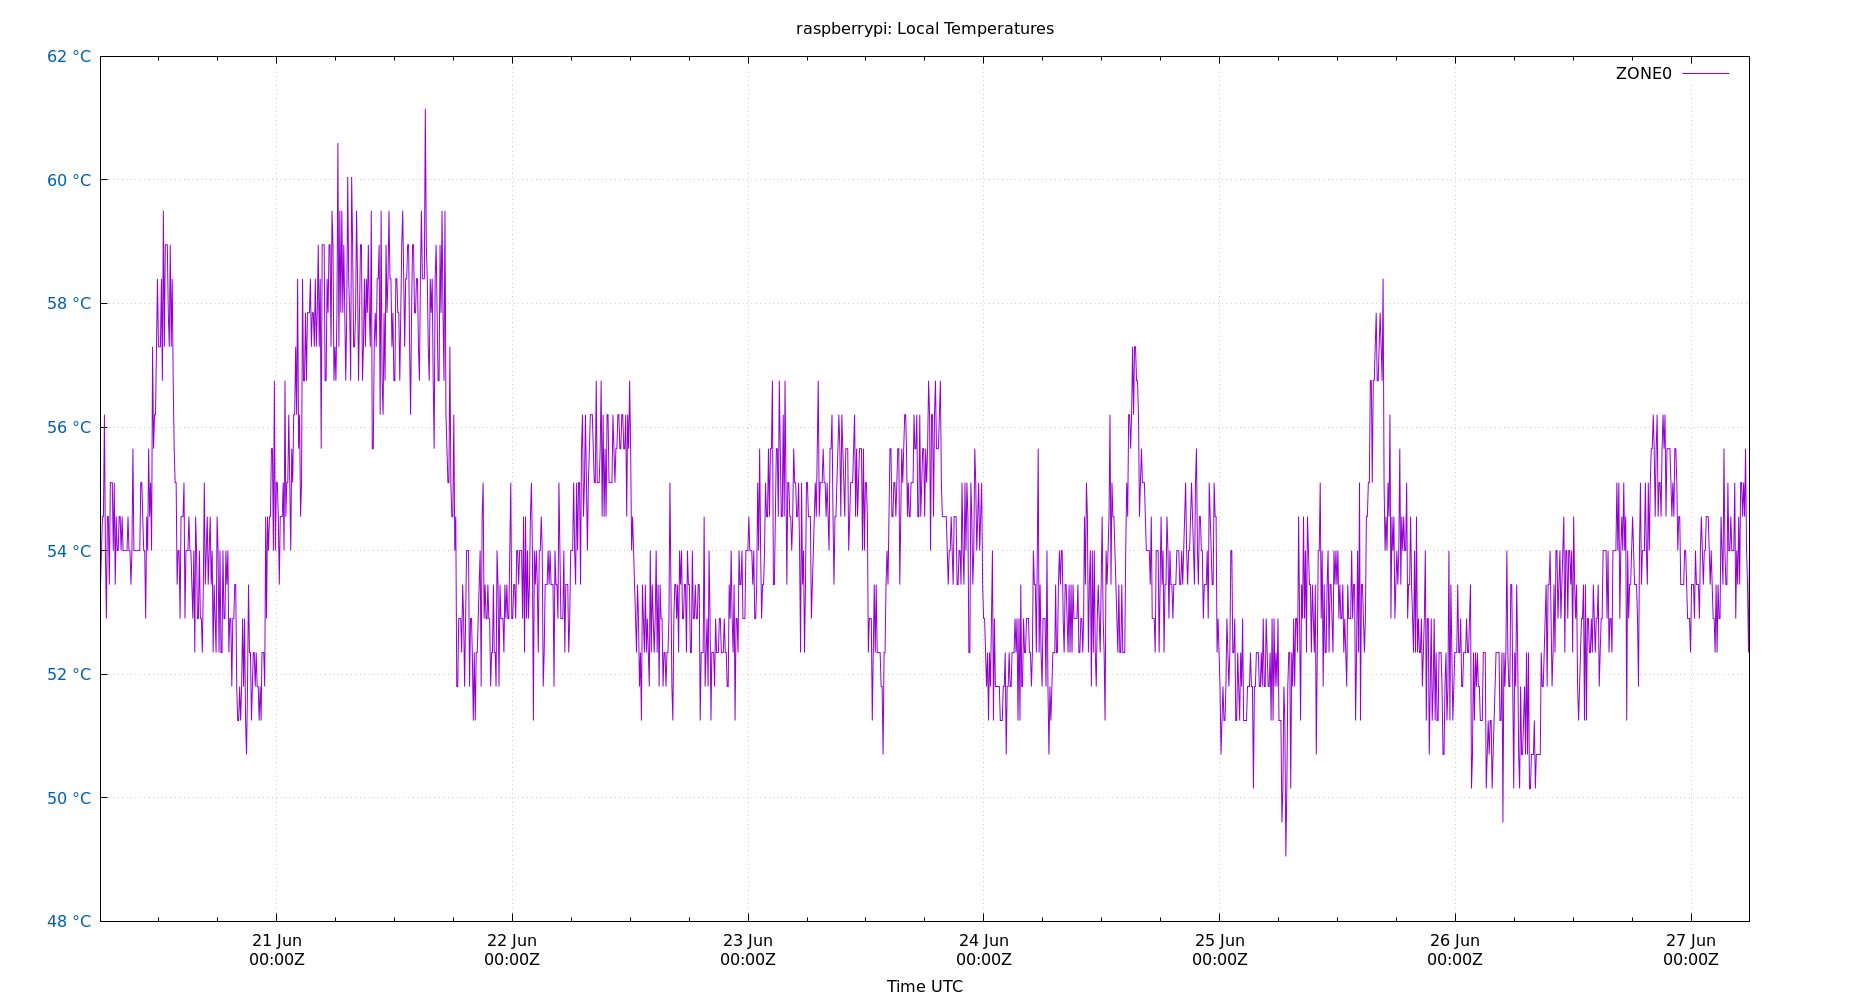 raspberrypi: Local Temperatures
ZONE0
62 °C
60 °C
58 °C
56 °C
54 °C
52 °C
50 °C
48 °C
21 Jun
00:00Z
22 Jun
00:00Z
23 Jun
00:00Z
24 Jun
00:00Z
25 Jun
00:00Z
26 Jun
00:00Z
27 Jun
00:00Z
Time UTC